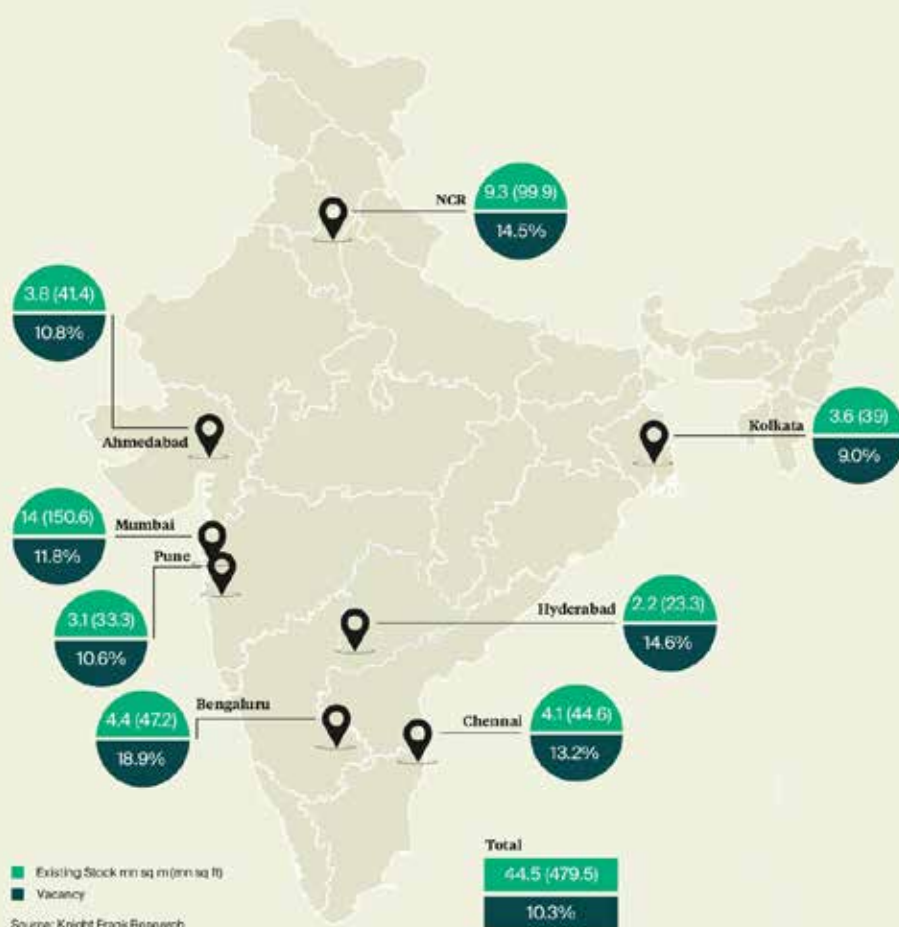 NCR
9.3 (99.9)
14.5%
3.8 (41.4)
10.8%
Ahmedabad
Kolkata
3.6 (39)
9.0%
14 (150.6)
11.8%
Mumbai
Pune
3.1 (33.3)
10.6%
Hyderabad
2.2 (23.3)
14.6%
Bengaluru
4.4 (47.2)
18.9%
Chennai
4.1 (44.6)
13.2%
Total
44.5 (479.5)
10.3%
Existing Stock mn sq m (mn sq ft)
Vacancy
Source: Knight Frank Research